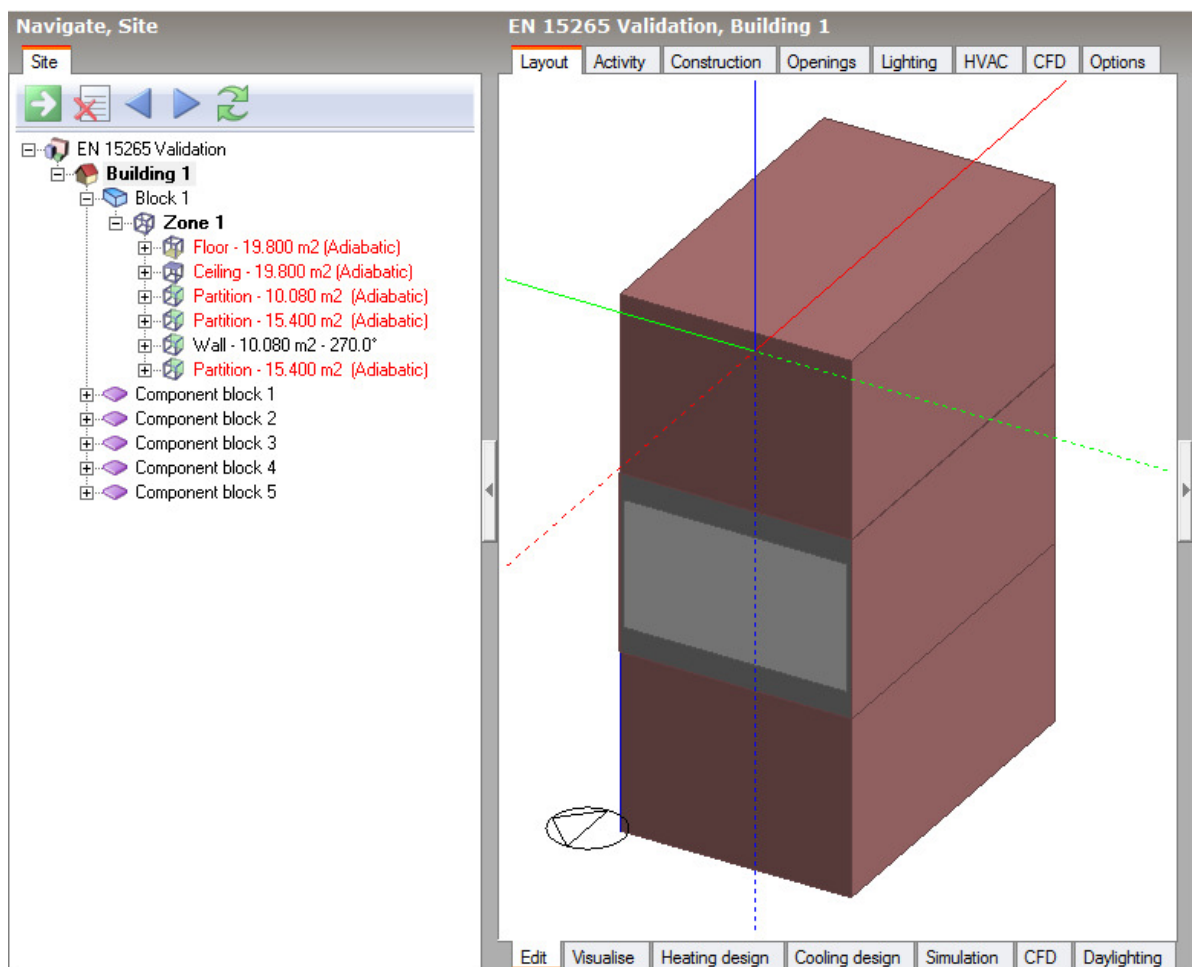 Navigate, Site
Site
EN 15265 Validation
Building 1
Block 1
Zone 1
Floor - 19.800 m2 (Adiabatic)
Ceiling - 19.800 m2 (Adiabatic)
Partition - 10.080 m2 (Adiabatic)
Partition - 15.400 m2 (Adiabatic)
Wall - 10.080 m2 - 270.0°
Partition - 15.400 m2 (Adiabatic)
Component block 1
Component block 2
Component block 3
Component block 4
Component block 5
EN 15265 Validation, Building 1
Layout Activity Construction Openings Lighting HVAC CFD Options
Edit Visualise Heating design Cooling design Simulation CFD Daylighting